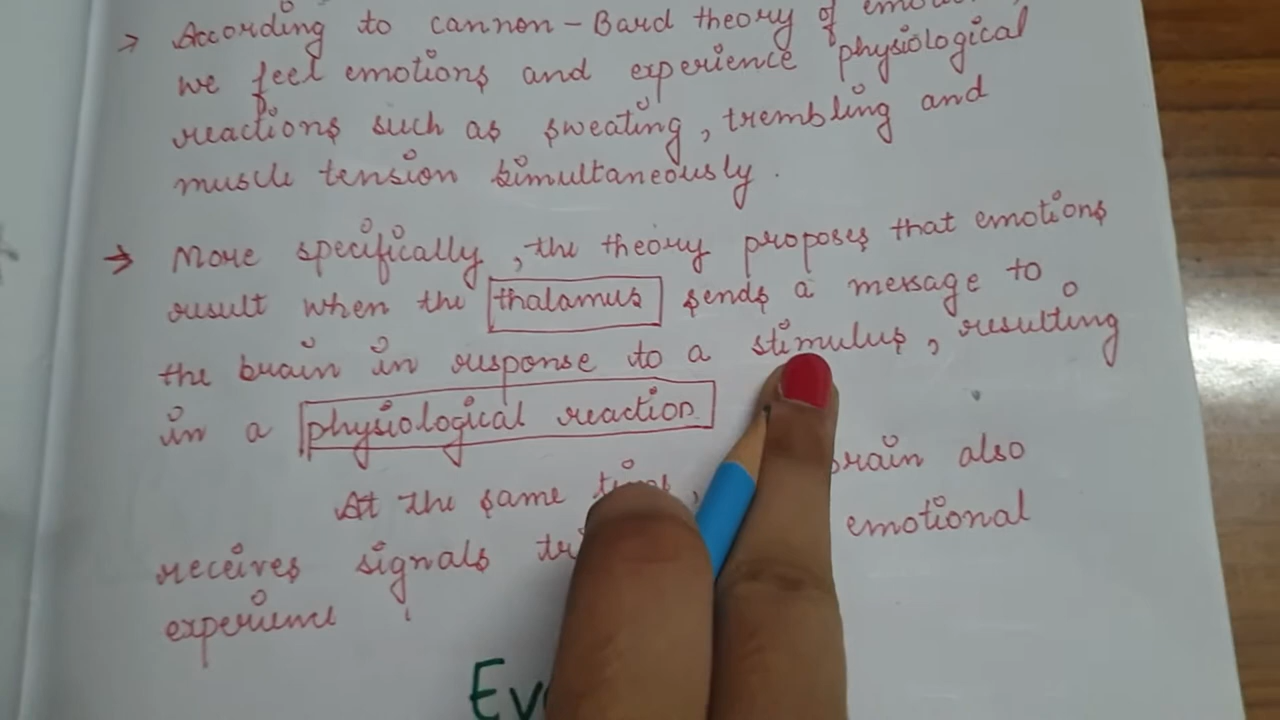 → According to cannon-Bard theory of
we feel emotions and experience physiological
reactions such as sweating, trembling and
muscle tension simultaneously.
→ More specifically, the theory proposes that emotions
result when the thalamus sends a message to
the brain in response to a stimulus, resulting
in a physiological reaction
At the same time, also
receives signals emotional
experience